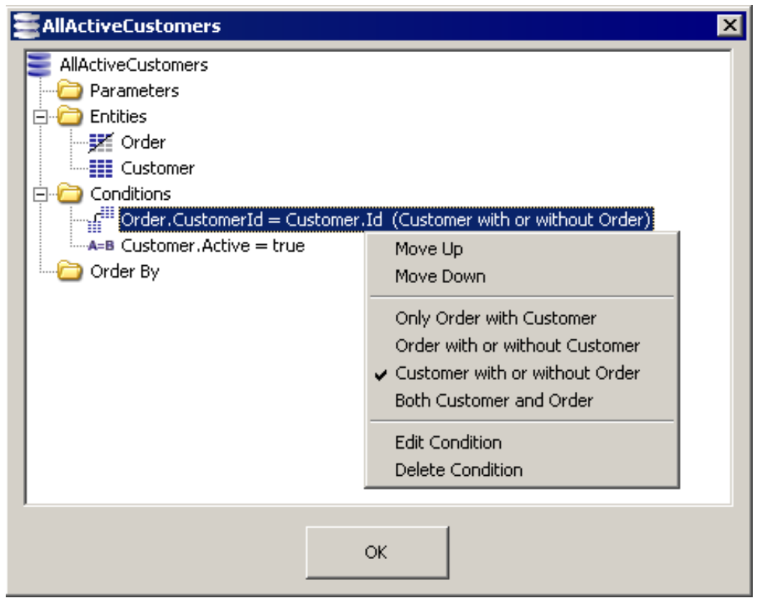 AllActiveCustomers
AllActiveCustomers
Parameters
Entities
Order
Customer
Conditions
Order.CustomerId = Customer.Id (Customer with or without Order)
A=B Customer.Active = true
Order By
Move Up
Move Down
Only Order with Customer
Order with or without Customer
Customer with or without Order
Both Customer and Order
Edit Condition
Delete Condition
OK